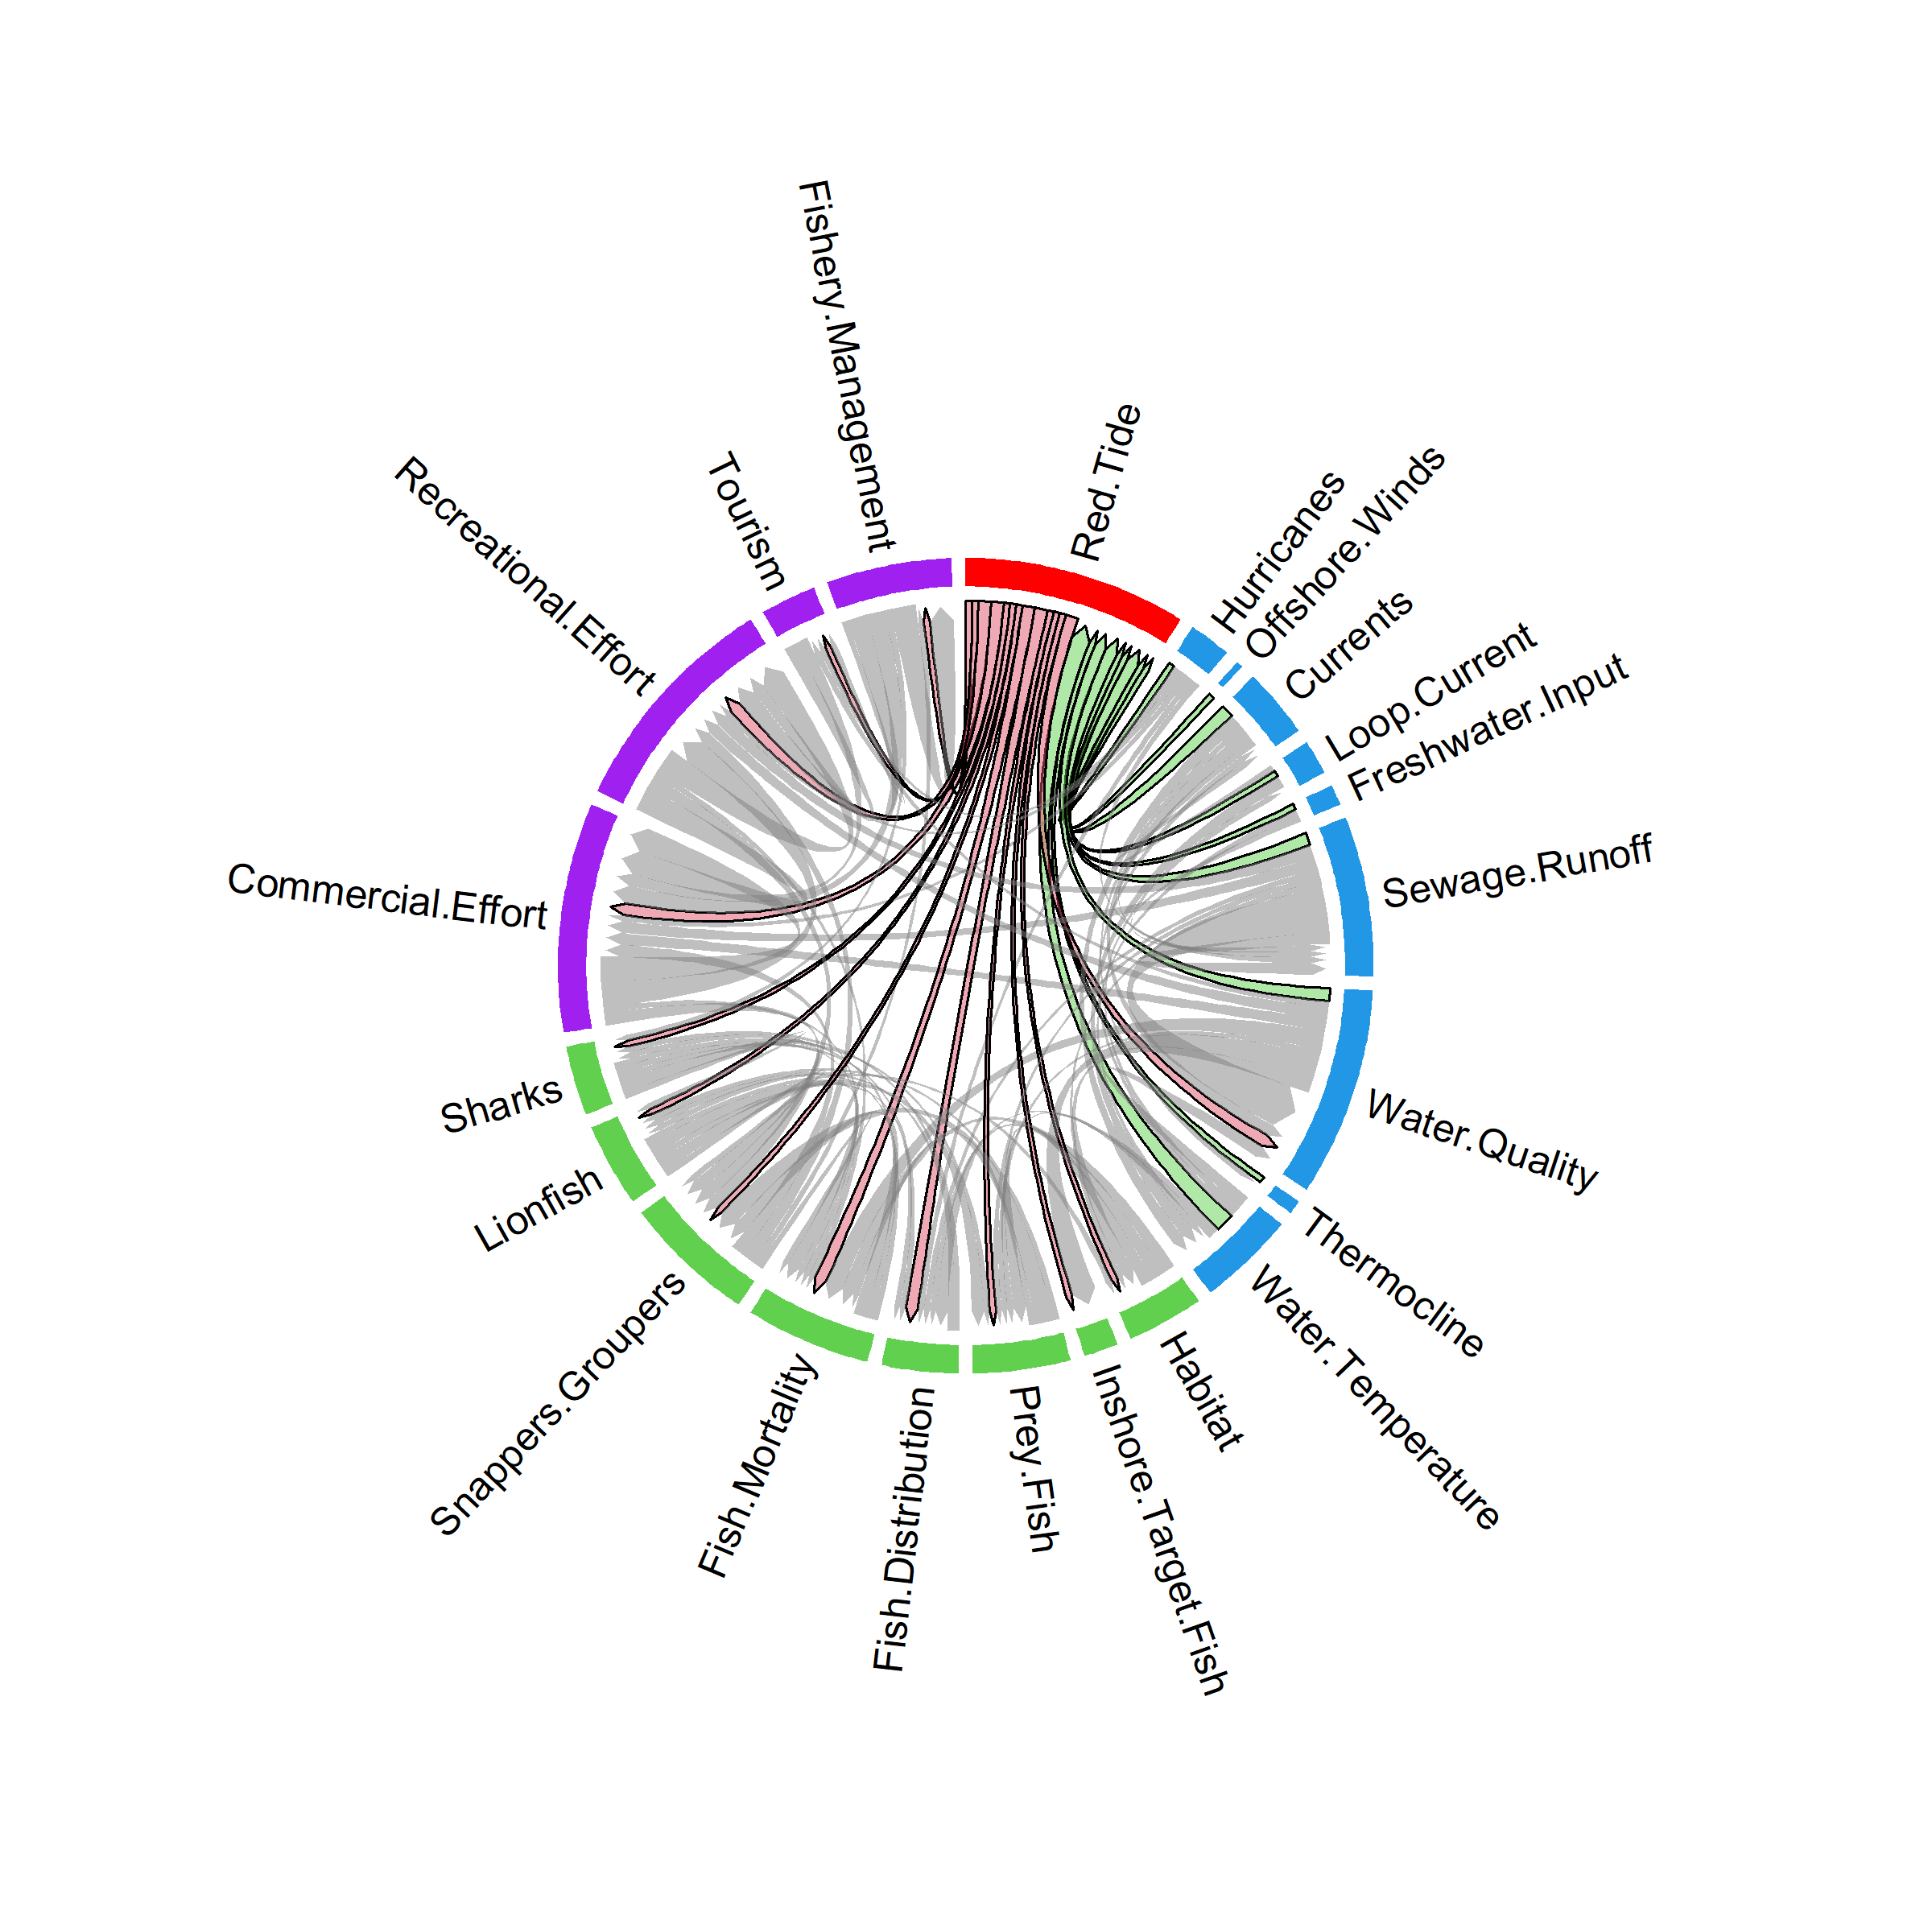 Red.Tide
Hurricanes
Offshore.Winds
Currents
Loop.Current
Freshwater.Input
Sewage.Runoff
Water.Quality
Thermocline
Water.Temperature
Habitat
Inshore.Target.Fish
Prey.Fish
Fish.Distribution
Fish.Mortality
Snappers.Groupers
Lionfish
Sharks
Commercial.Effort
Recreational.Effort
Tourism
Fishery.Management